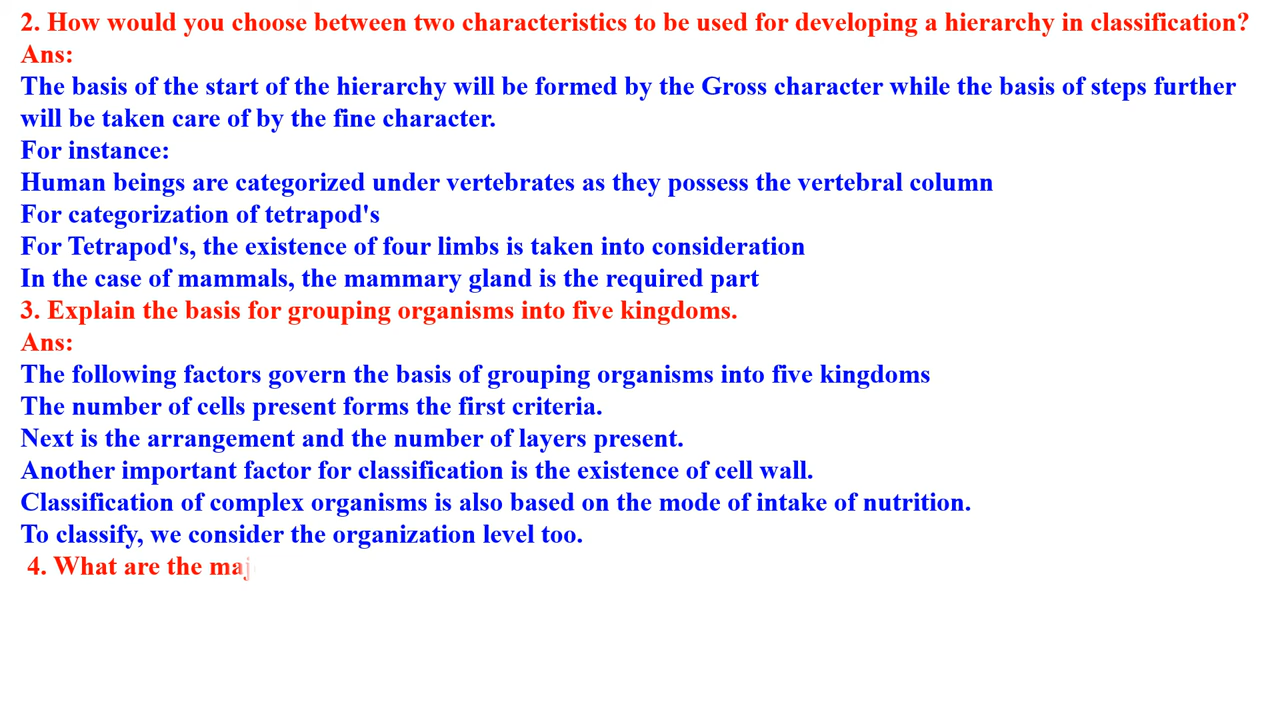 2. How would you choose between two characteristics to be used for developing a hierarchy in classification?
Ans:
The basis of the start of the hierarchy will be formed by the Gross character while the basis of steps further
will be taken care of by the fine character.
For instance:
Human beings are categorized under vertebrates as they possess the vertebral column
For categorization of tetrapod's
For Tetrapod's, the existence of four limbs is taken into consideration
In the case of mammals, the mammary gland is the required part
3. Explain the basis for grouping organisms into five kingdoms.
Ans:
The following factors govern the basis of grouping organisms into five kingdoms
The number of cells present forms the first criteria.
Next is the arrangement and the number of layers present.
Another important factor for classification is the existence of cell wall.
Classification of complex organisms is also based on the mode of intake of nutrition.
To classify, we consider the organization level too.
4. What are the maj